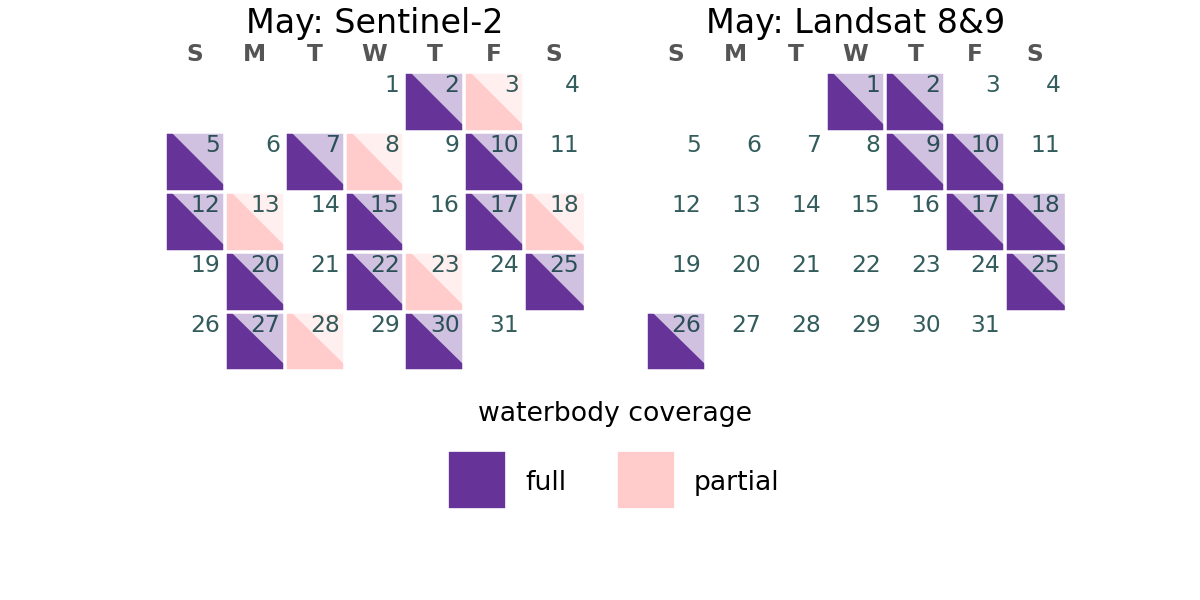 May: Sentinel-2
S M T W T F S
1 2 3 4
5 6 7 8 9 10 11
12 13 14 15 16 17 18
19 20 21 22 23 24 25
26 27 28 29 30 31
May: Landsat 8&9
S M T W T F S
1 2 3 4
5 6 7 8 9 10 11
12 13 14 15 16 17 18
19 20 21 22 23 24 25
26 27 28 29 30 31
waterbody coverage
full partial